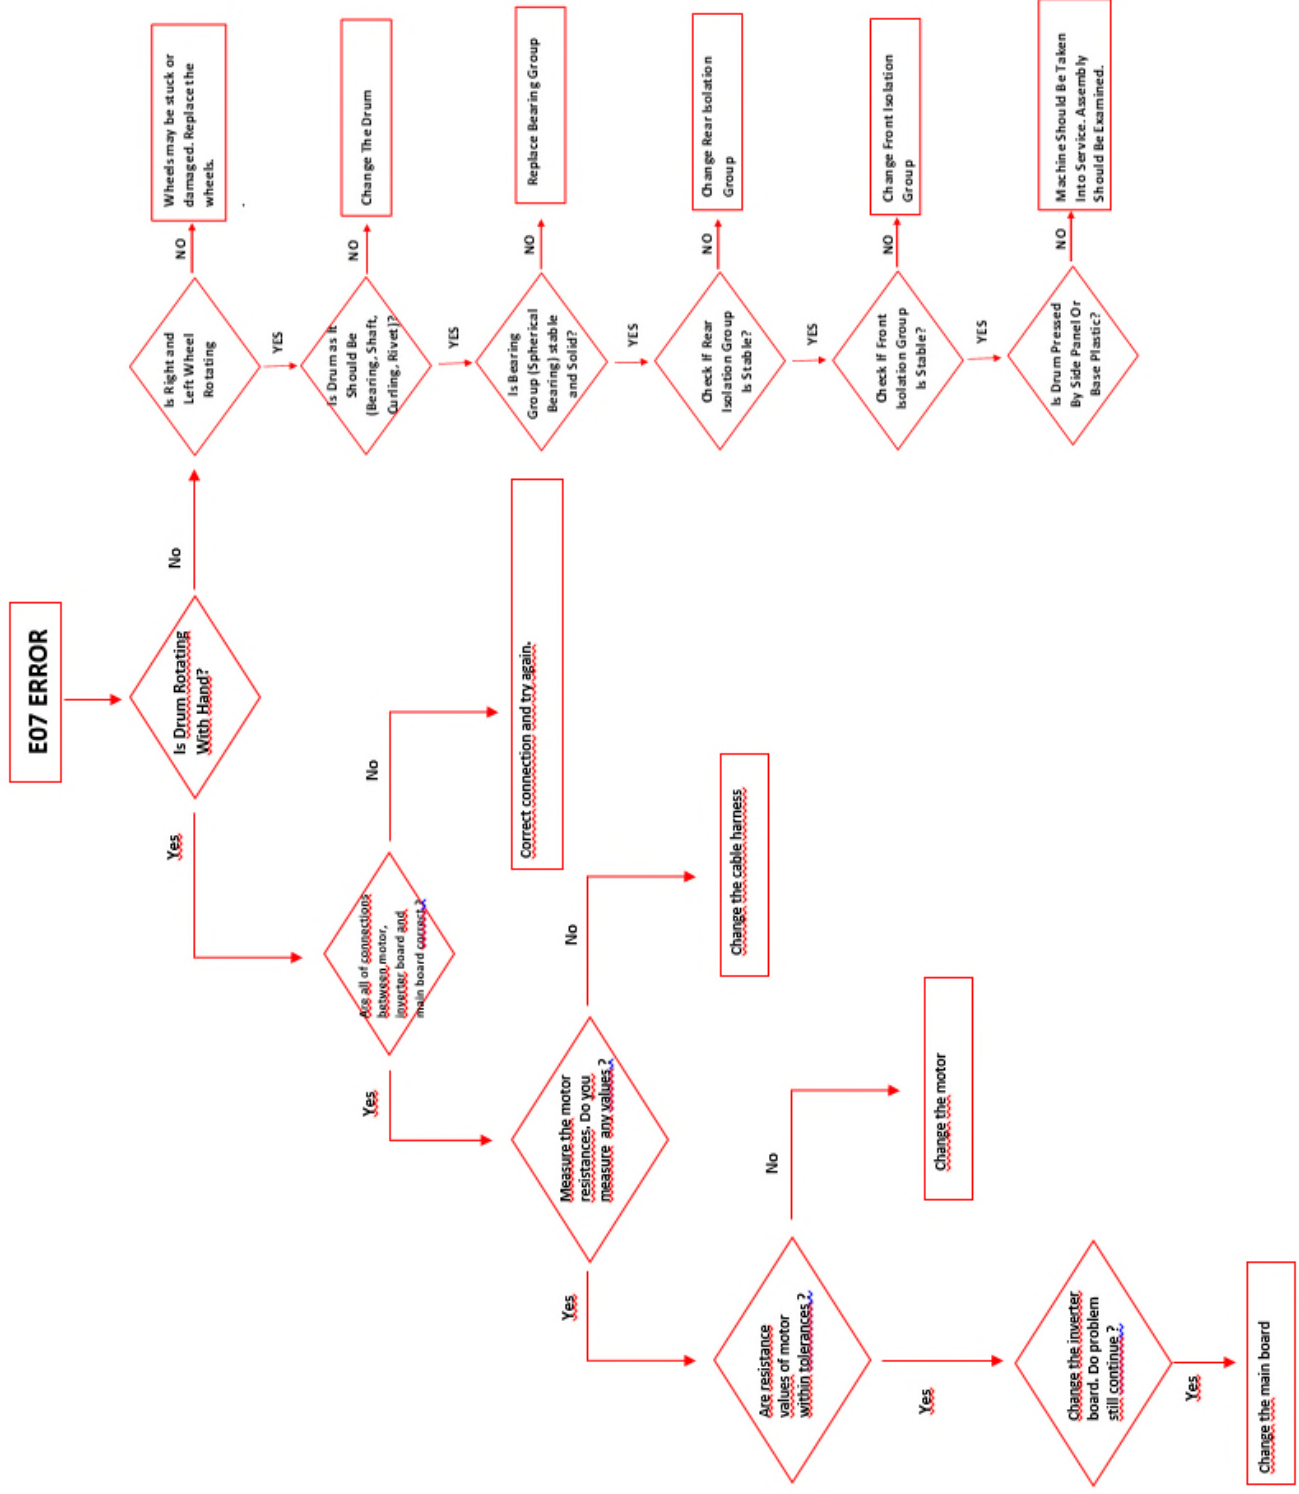 E07 ERROR
Is Drum Rotating
With Hand?
Yes
No
Is Right and
Left Wheel
Rotating
NO
Wheels may be stuck or
damaged. Replace the
wheels.
YES
Is Drum as It
Should Be
(Bearing, Shaft,
Curling, Rivet)?
NO
Change The Drum
YES
Is Bearing
Group (Spherical
Bearing) stable
and Solid?
NO
Replace Bearing Group
YES
Check If Rear
Isolation Group
Is Stable?
NO
Change Rear Isolation
Group
YES
Check If Front
Isolation Group
Is Stable?
NO
Change Front Isolation
Group
YES
Is Drum Pressed
By Side Panel Or
Base Plastic?
NO
Machine Should Be Taken
Into Service. Assembly
Should Be Examined.
Are all of connections
between motor,
inverter board and
main board correct ?
No
Correct connection and try again.
Yes
Measure the motor
resistances. Do you
measure any values ?
No
Change the cable harness
Yes
Are resistance
values of motor
within tolerances ?
No
Change the motor
Yes
Change the inverter
board. Do problem
still continue ?
Yes
Change the main board